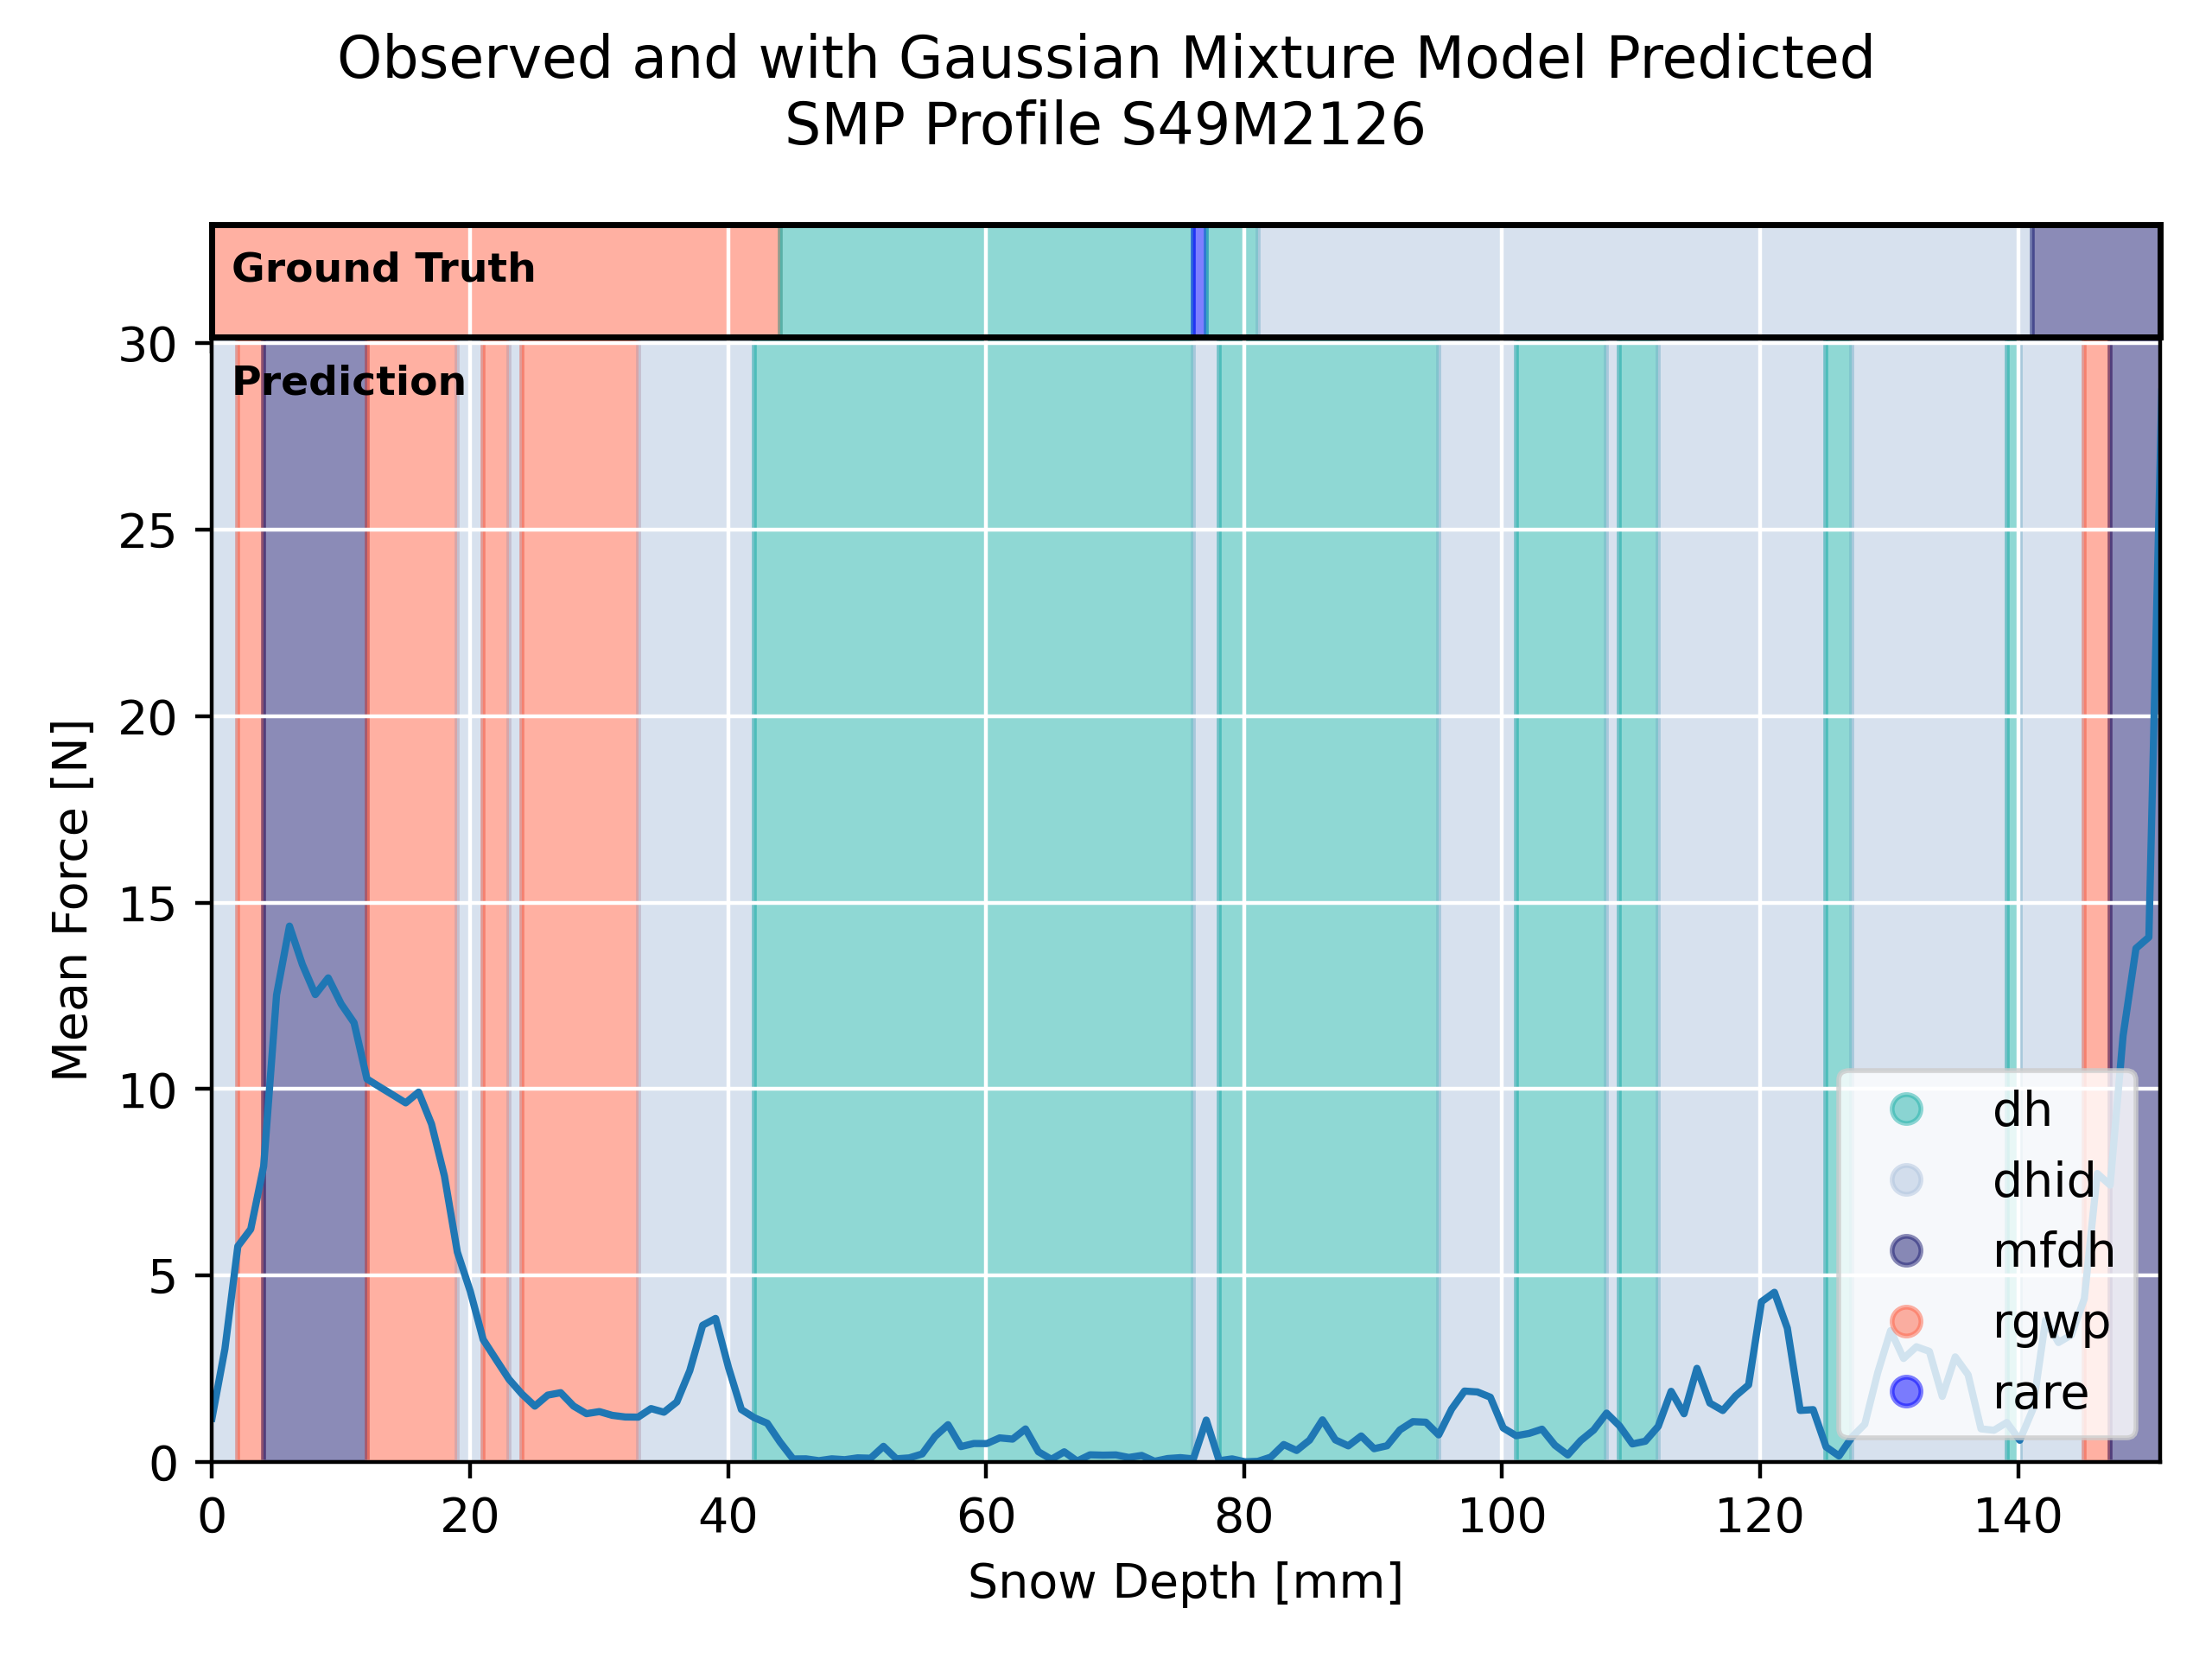 Observed and with Gaussian Mixture Model Predicted
SMP Profile S49M2126
Ground Truth
Prediction
30
25
20
15
10
5
0
Mean Force [N]
dh
dhid
mfdh
rgwp
rare
0 20 40 60 80 100 120 140
Snow Depth [mm]